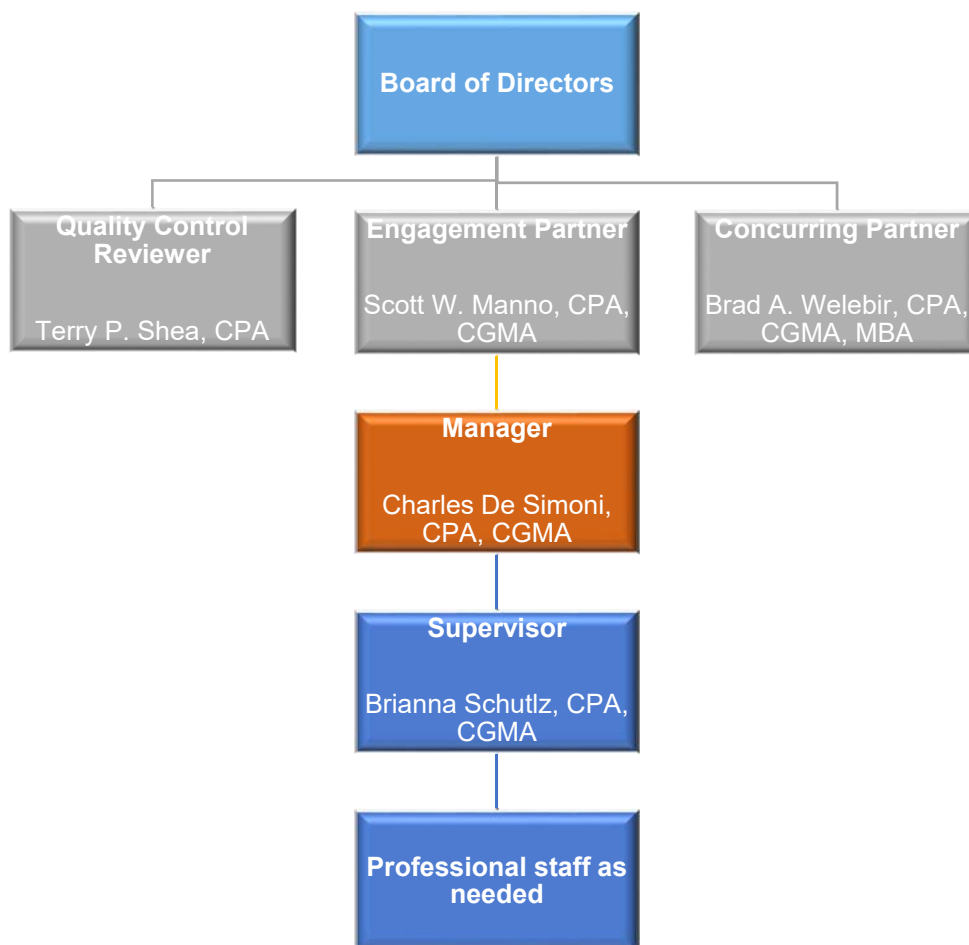 Board of Directors
Quality Control
Reviewer
Terry P. Shea, CPA
Engagement Partner
Scott W. Manno, CPA,
CGMA
Concurring Partner
Brad A. Welebir, CPA,
CGMA, MBA
Manager
Charles De Simoni,
CPA, CGMA
Supervisor
Brianna Schutlz, CPA,
CGMA
Professional staff as
needed